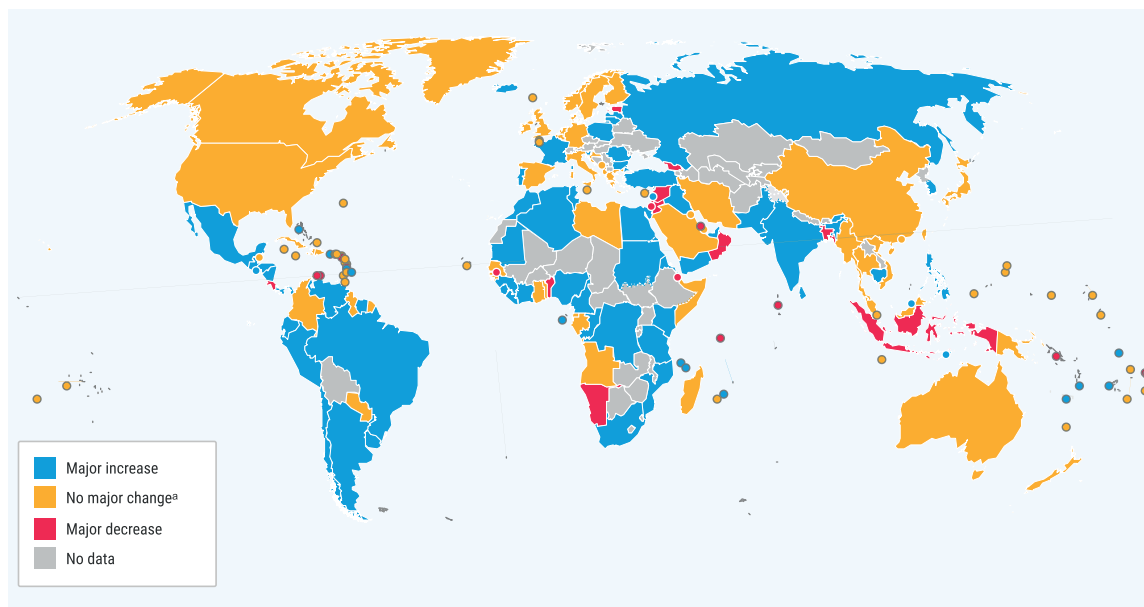 Major increase
No major changeᵃ
Major decrease
No data